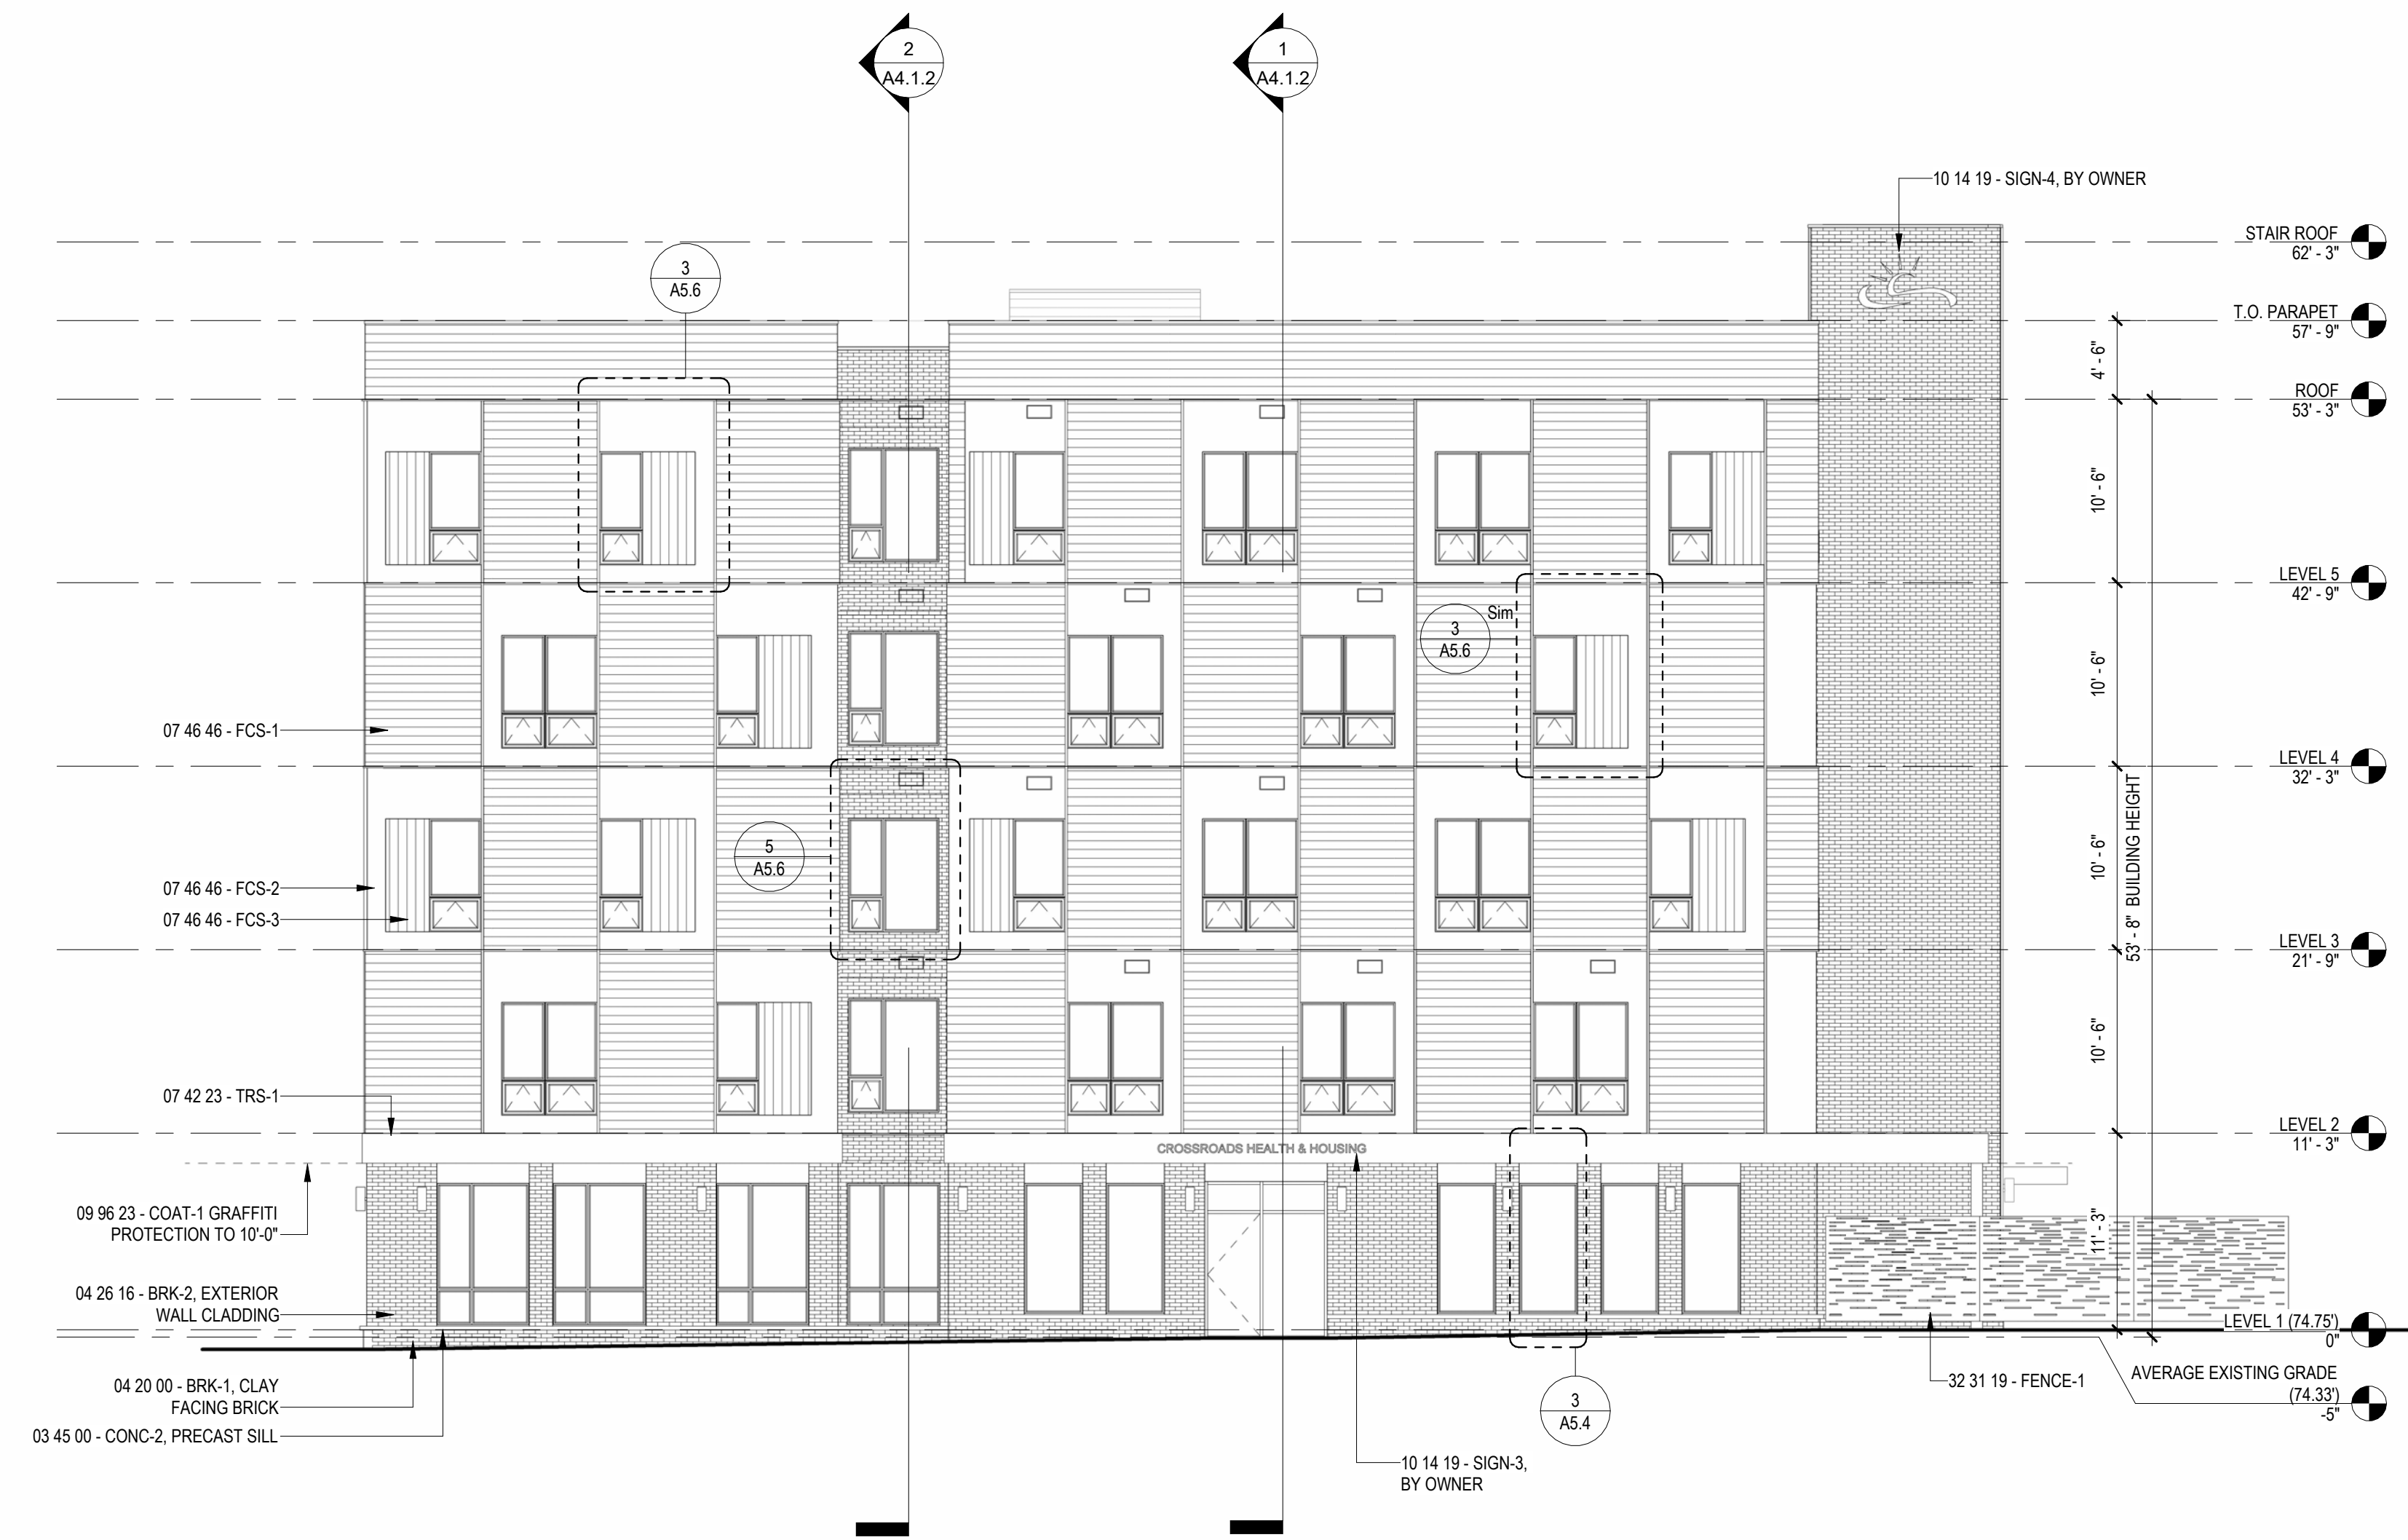 2
A4.1.2
1
A4.1.2
10 14 19 - SIGN-4, BY OWNER
STAIR ROOF
62' - 3"
3
A5.6
T.O. PARAPET
57' - 9"
4' - 6"
ROOF
53' - 3"
10' - 6"
LEVEL 5
42' - 9"
Sim
3
A5.6
10' - 6"
07 46 46 - FCS-1
LEVEL 4
32' - 3"
5
A5.6
10' - 6"
53' - 8" BUILDING HEIGHT
07 46 46 - FCS-2
07 46 46 - FCS-3
LEVEL 3
21' - 9"
10' - 6"
07 42 23 - TRS-1
LEVEL 2
11' - 3"
CROSSROADS HEALTH & HOUSING
09 96 23 - COAT-1 GRAFFITI
PROTECTION TO 10'-0"
11' - 3"
04 26 16 - BRK-2, EXTERIOR
WALL CLADDING
LEVEL 1 (74.75')
0"
04 20 00 - BRK-1, CLAY
FACING BRICK
03 45 00 - CONC-2, PRECAST SILL
3
A5.4
32 31 19 - FENCE-1
AVERAGE EXISTING GRADE
(74.33')
-5"
10 14 19 - SIGN-3,
BY OWNER